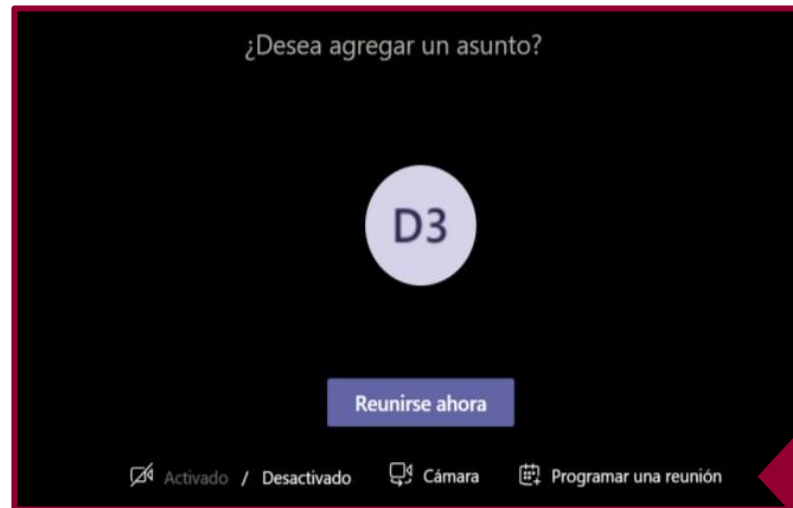 ¿Desea agregar un asunto?
D3
Reunirse ahora
Activado / Desactivado Cámara Programar una reunión